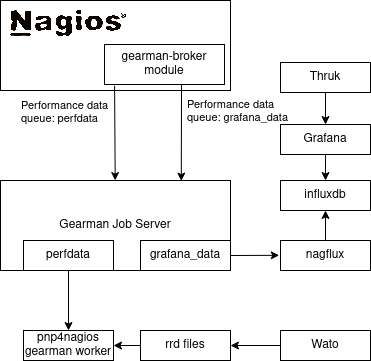 Nagios®
gearman-broker
module
Thruk
Performance data
queue: perfdata
Performance data
queue: grafana_data
Grafana
influxdb
Gearman Job Server
perfdata
grafana_data
nagflux
pnp4nagios
gearman worker
rrd files
Wato